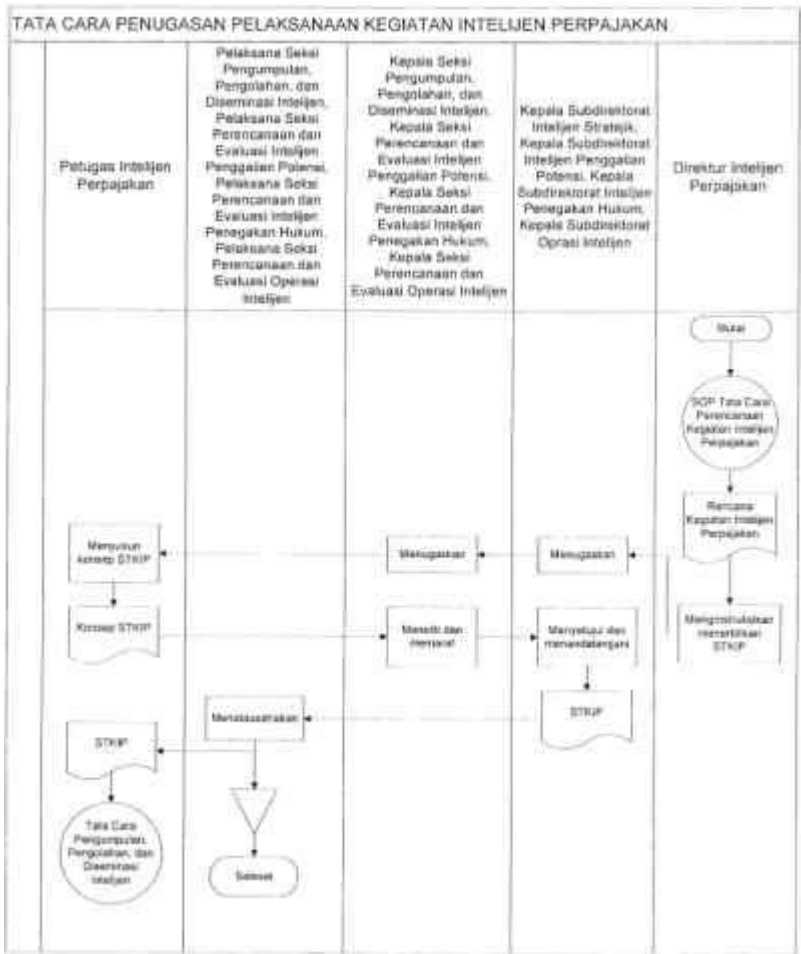 TATA CARA PENUGASAN PELAKSANAAN KEGIATAN INTELIJEN PERPAJAKAN
Petugas Intelijen
Perpajakan
Pelaksana Seksi
Pengumpulan,
Pengolahan, dan
Diseminasi Intelijen,
Pelaksana Seksi
Perencanaan dan
Evaluasi Intelijen
Penggalian Potensi,
Pelaksana Seksi
Perencanaan dan
Evaluasi Intelijen
Penegakan Hukum,
Pelaksana Seksi
Perencanaan dan
Evaluasi Operasi
Intelijen
Kepala Seksi
Pengumpulan,
Pengolahan, dan
Diseminasi Intelijen,
Kepala Seksi
Perencanaan dan
Evaluasi Intelijen
Penggalian Potensi,
Kepala Seksi
Perencanaan dan
Evaluasi Intelijen
Penegakan Hukum,
Kepala Seksi
Perencanaan dan
Evaluasi Operasi Intelijen
Kepala Subdirektorat
Intelijen Stratejik,
Kepala Subdirektorat
Intelijen Penggalian
Potensi, Kepala
Subdirektorat Intelijen
Penegakan Hukum,
Kepala Subdirektorat
Oprasi Intelijen
Direktur Intelijen
Perpajakan
Mulai
SOP Tata Cara
Perencanaan
Kegiatan Intelijen
Perpajakan
Rencana
Kegiatan Intelijen
Perpajakan
Menyusun
konsep STKIP
Menugaskan
Menugaskan
Konsep STKIP
Meneliti dan
memaraf
Menyetujui dan
menandatangani
Menginstruksikan
menerbitkan
STKIP
STKIP
Menatausahakan
STKIP
Tata Cara
Pengumpulan,
Pengolahan, dan
Diseminasi
Intelijen
Selesai